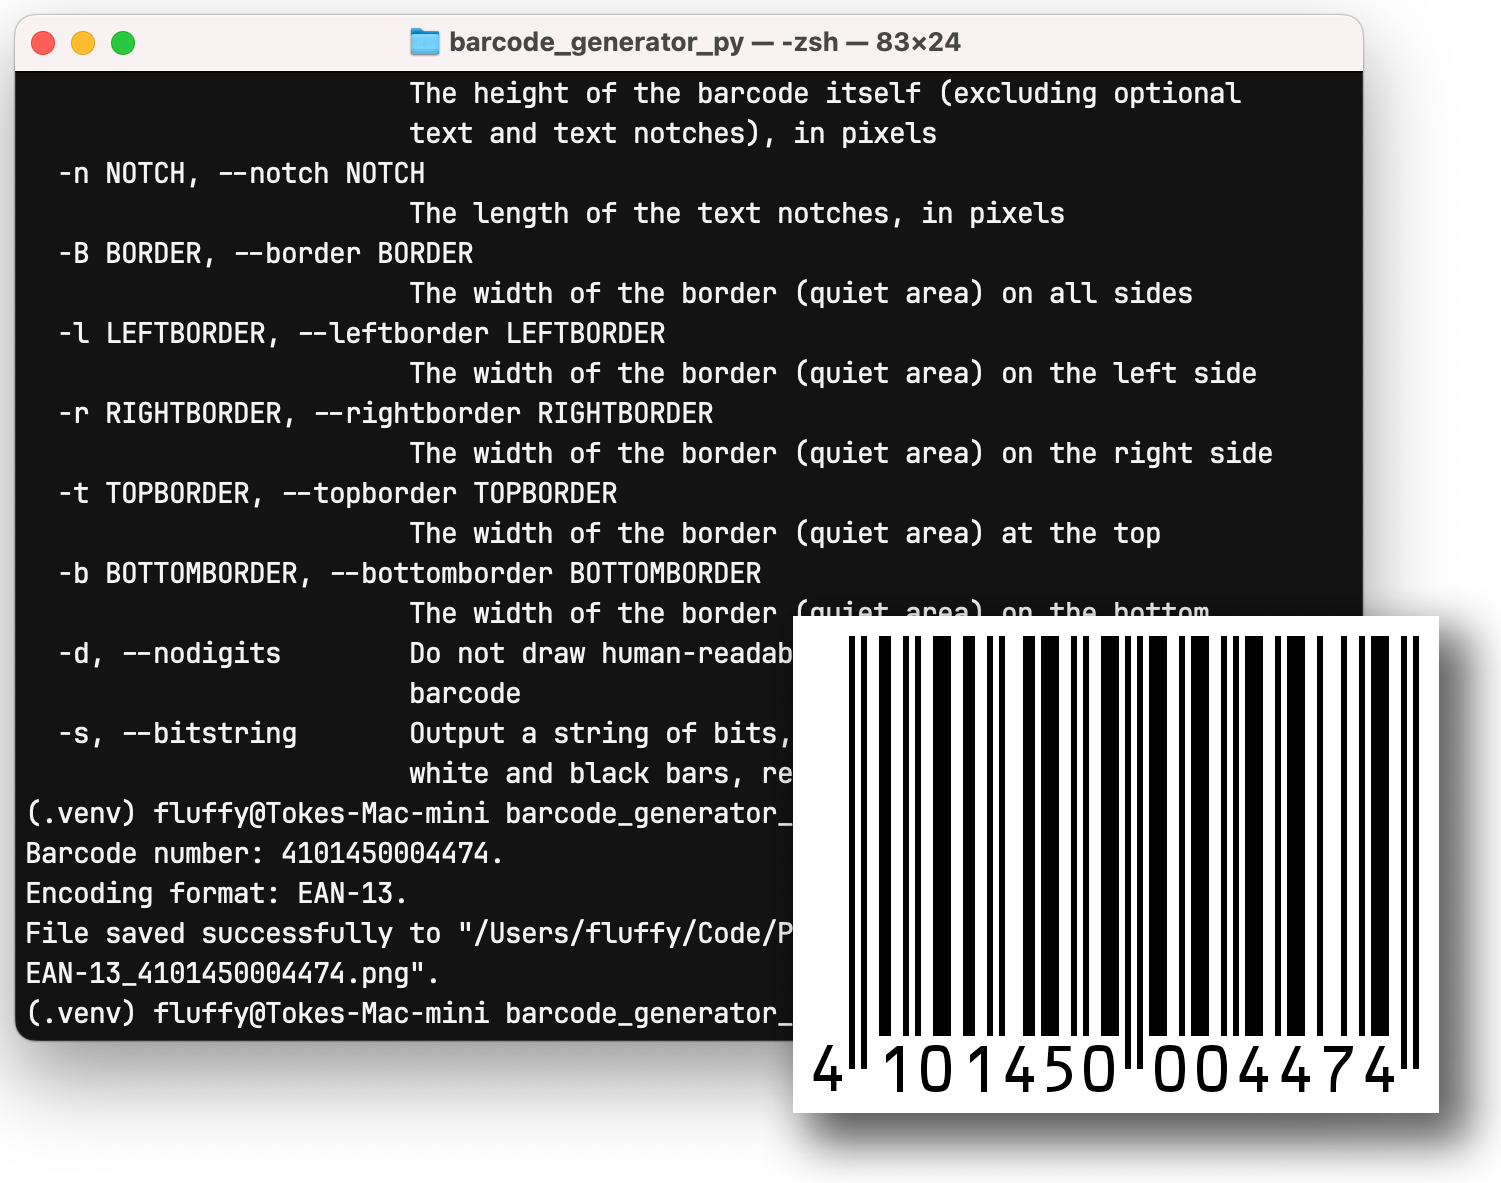 barcode_generator_py — -zsh — 83×24
The height of the barcode itself (excluding optional
text and text notches), in pixels
-n NOTCH, --notch NOTCH
The length of the text notches, in pixels
-B BORDER, --border BORDER
The width of the border (quiet area) on all sides
-l LEFTBORDER, --leftborder LEFTBORDER
The width of the border (quiet area) on the left side
-r RIGHTBORDER, --rightborder RIGHTBORDER
The width of the border (quiet area) on the right side
-t TOPBORDER, --topborder TOPBORDER
The width of the border (quiet area) at the top
-b BOTTOMBORDER, --bottomborder BOTTOMBORDER
The width of the border (quiet area) on the bottom
-d, --nodigits Do not draw human-readab
barcode
-s, --bitstring Output a string of bits,
white and black bars, re
(.venv) fluffy@Tokes-Mac-mini barcode_generator_
Barcode number: 4101450004474.
Encoding format: EAN-13.
File saved successfully to "/Users/fluffy/Code/P
EAN-13_4101450004474.png".
(.venv) fluffy@Tokes-Mac-mini barcode_generator_
4 101450 004474